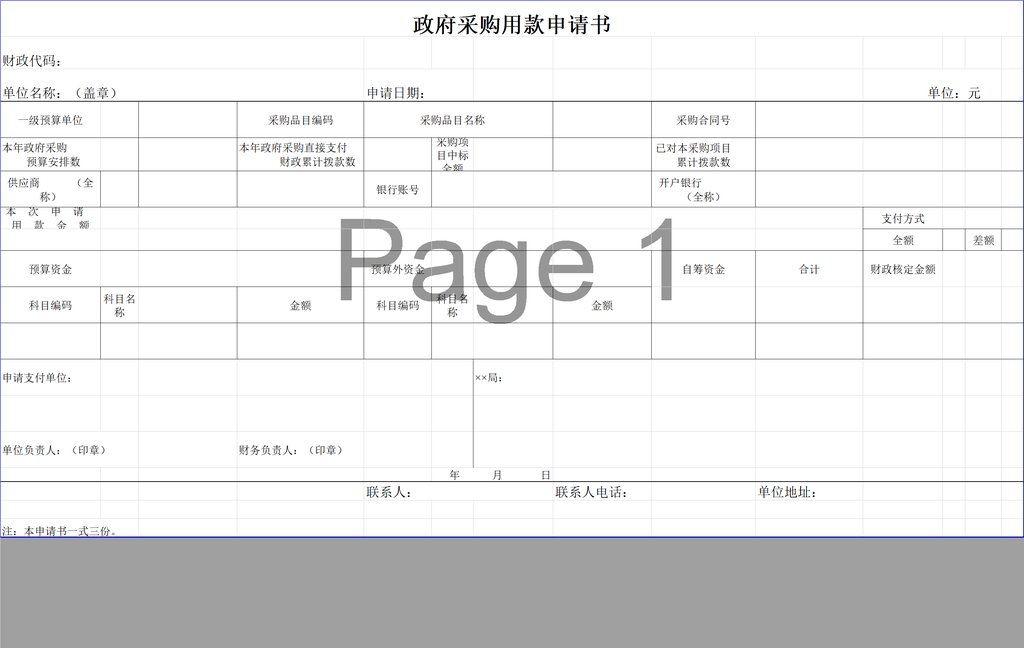 政府采购用款申请书
财政代码：
单位名称：（盖章） 申请日期： 单位：元
一级预算单位 采购品目编码 采购品目名称 采购合同号
本年政府采购
预算安排数
本年政府采购直接支付
财政累计拨款数
采购项
目中标
金额
已对本采购项目
累计拨款数
供应商 （全
称）
银行账号
开户银行
（全称）
本 次 申 请
用 款 金 额
支付方式
全额 差额
Page 1
预算资金 预算外资金 自筹资金 合计 财政核定金额
科目编码 科目名
称
金额 科目编码 科目名
称
金额
申请支付单位： ××局：
单位负责人：（印章） 财务负责人：（印章）
年 月 日
联系人： 联系人电话： 单位地址：
注：本申请书一式三份。